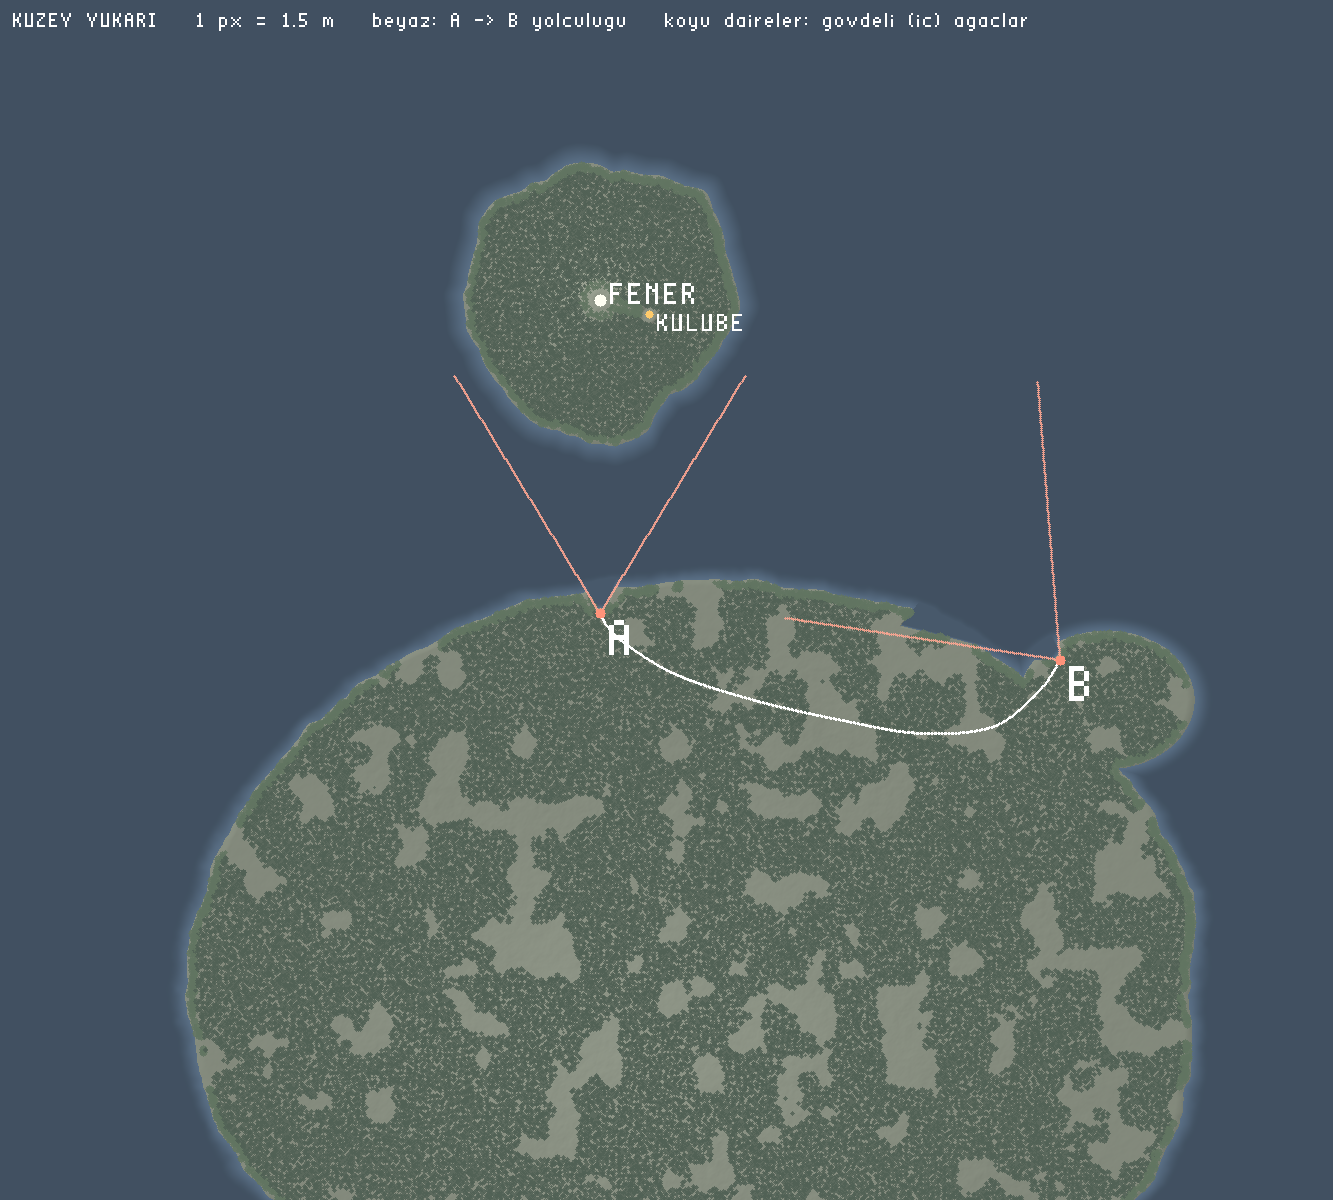 KUZEY YUKARI   1 px = 1.5 m   beyaz: A -> B yolculugu   koyu daireler: govdeli (ic) agaclar
FENER
KULUBE
A
B